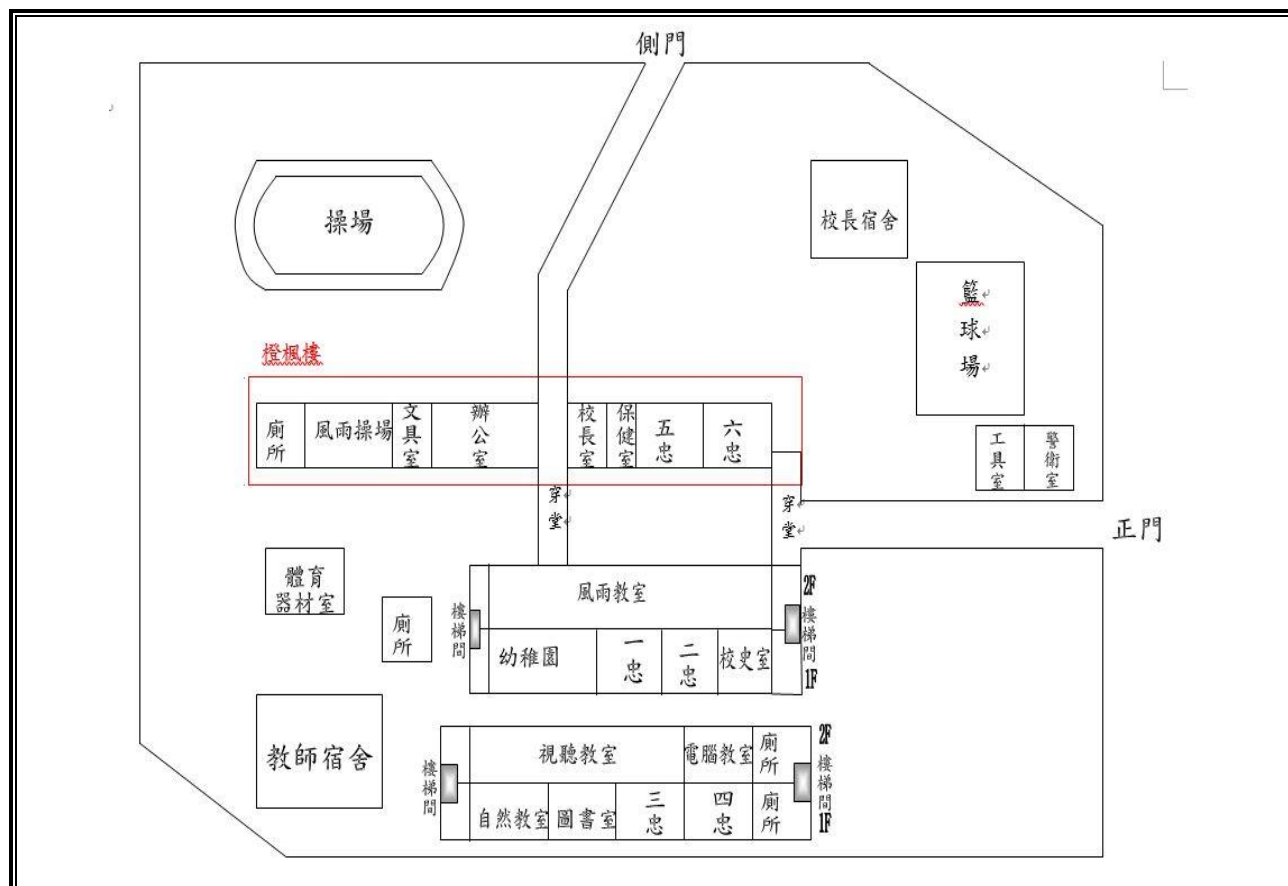 側門
操場
校長宿舍
籃球場
橙楓樓
廁所
風雨操場
文具室
辦公室
校長室
保健室
五忠
六忠
工具室
警衛室
穿堂
穿堂
正門
體育
器材室
廁所
樓梯間
風雨教室
2F
樓梯間
1F
幼稚園
一忠
二忠
校史室
教師宿舍
樓梯間
視聽教室
電腦教室
廁所
2F
樓梯間
1F
自然教室
圖書室
三忠
四忠
廁所